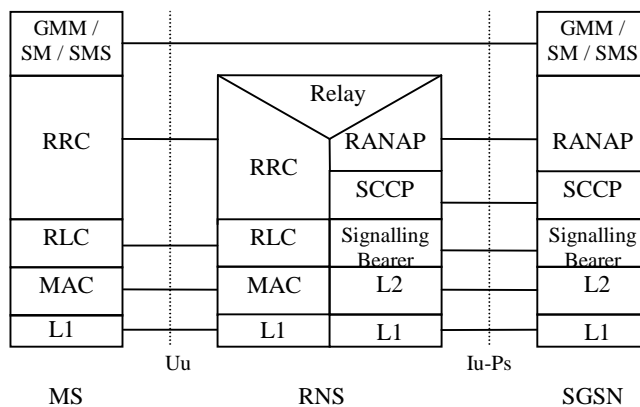 GMM /
SM / SMS
GMM /
SM / SMS
Relay
RRC
RRC
RANAP
RANAP
SCCP
SCCP
RLC
RLC
Signalling
Bearer
Signalling
Bearer
MAC
MAC
L2
L2
L1
L1
L1
L1
Uu
Iu-Ps
MS
RNS
SGSN